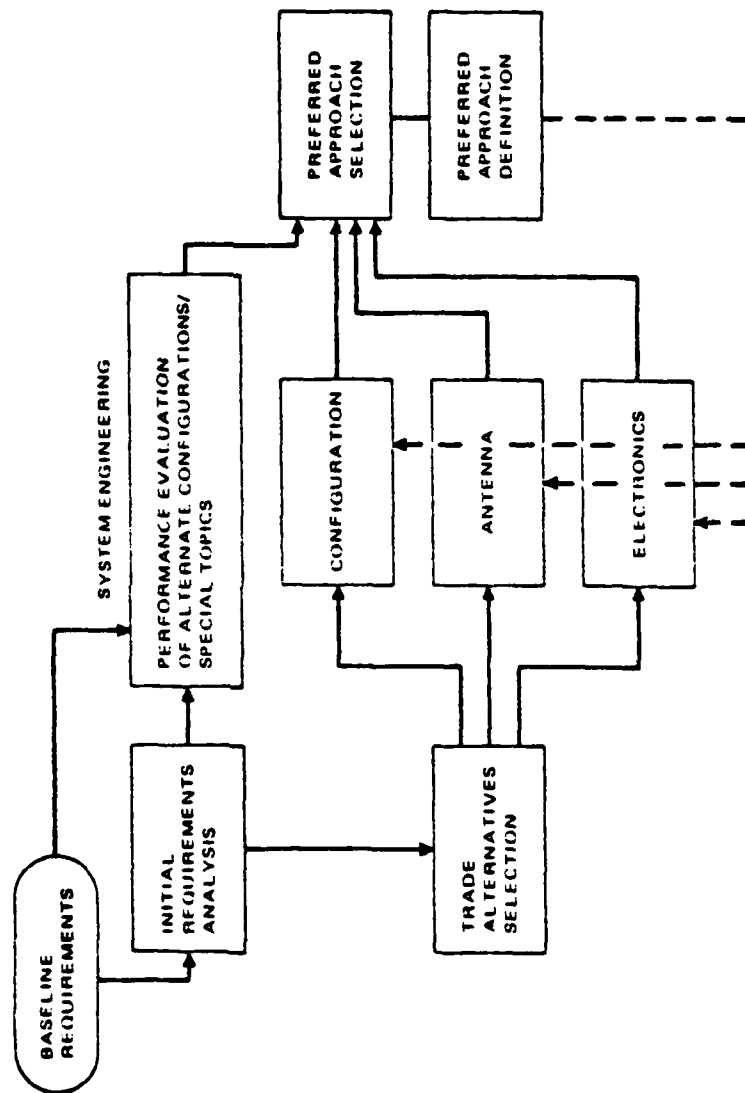 BASELINE
REQUIREMENTS
INITIAL
REQUIREMENTS
ANALYSIS
SYSTEM ENGINEERING
PERFORMANCE EVALUATION
OF ALTERNATE CONFIGURATIONS/
SPECIAL TOPICS
TRADE
ALTERNATIVES
SELECTION
CONFIGURATION
ANTENNA
ELECTRONICS
PREFERRED
APPROACH
SELECTION
PREFERRED
APPROACH
DEFINITION